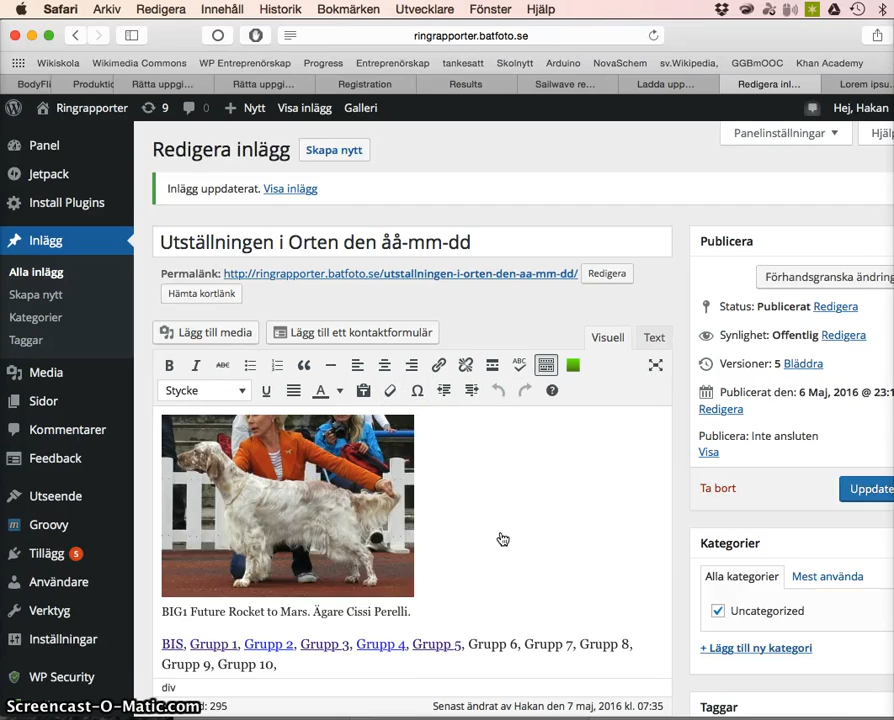 Safari Arkiv Redigera Innehåll Historik Bokmärken Utvecklare Fönster Hjälp
ringrapporter.batfoto.se
Wikiskola Wikimedia Commons WP Entreprenörskap Progress Entreprenörskap tankesatt Skolnytt Arduino NovaSchem sv.Wikipedia, GGBMOOC Khan Academy
BodyFli Produktic Rätta uppgi... Rätta uppgi... Registration Results Sailwave re... Ladda upp... Redigera inl... Lorem ipsu
Ringrapporter 9 0 Nytt Visa inlägg Galleri Hej, Hakan
Panel
Jetpack
Install Plugins
Inlägg
Alla inlägg
Skapa nytt
Kategorier
Taggar
Media
Sidor
Kommentarer
Feedback
Utseende
Groovy
Tillägg 5
Användare
Verktyg
Inställningar
WP Security
Panelinställningar Hjälp
Redigera inlägg Skapa nytt
Inlägg uppdaterat. Visa inlägg
Utställningen i Orten den åå-mm-dd
Permalänk: http://ringrapporter.batfoto.se/utstallningen-i-orten-den-aa-mm-dd/ Redigera
Hämta kortlänk
Lägg till media Lägg till ett kontaktformulär
Visuell Text
B I ABC ABC
Stycke U A Ω
BIG1 Future Rocket to Mars. Ägare Cissi Perelli.
BIS, Grupp 1, Grupp 2, Grupp 3, Grupp 4, Grupp 5, Grupp 6, Grupp 7, Grupp 8,
Grupp 9, Grupp 10,
div
d: 295 Senast ändrat av Hakan den 7 maj, 2016 kl. 07:35
Publicera
Förhandsgranska ändring
Status: Publicerat Redigera
Synlighet: Offentlig Redigera
Versioner: 5 Bläddra
Publicerat den: 6 Maj, 2016 @ 23:1
Redigera
Publicera: Inte ansluten
Visa
Ta bort Uppdate
Kategorier
Alla kategorier Mest använda
Uncategorized
+ Lägg till ny kategori
Taggar
Screencast-O-Matic.com